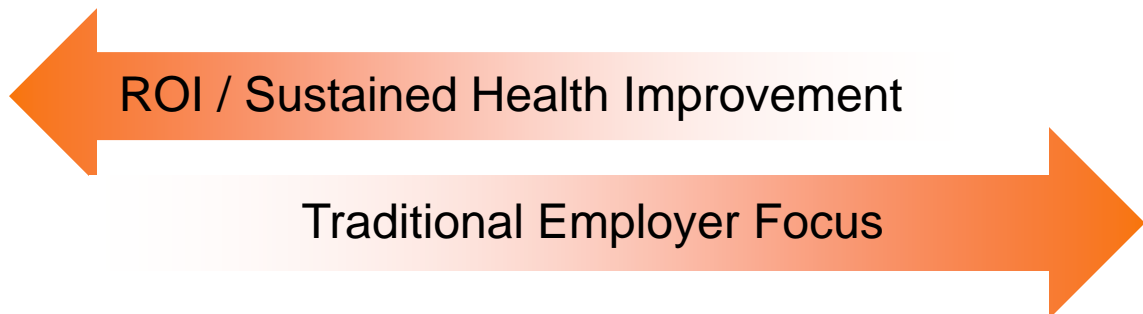 ROI / Sustained Health Improvement
Traditional Employer Focus